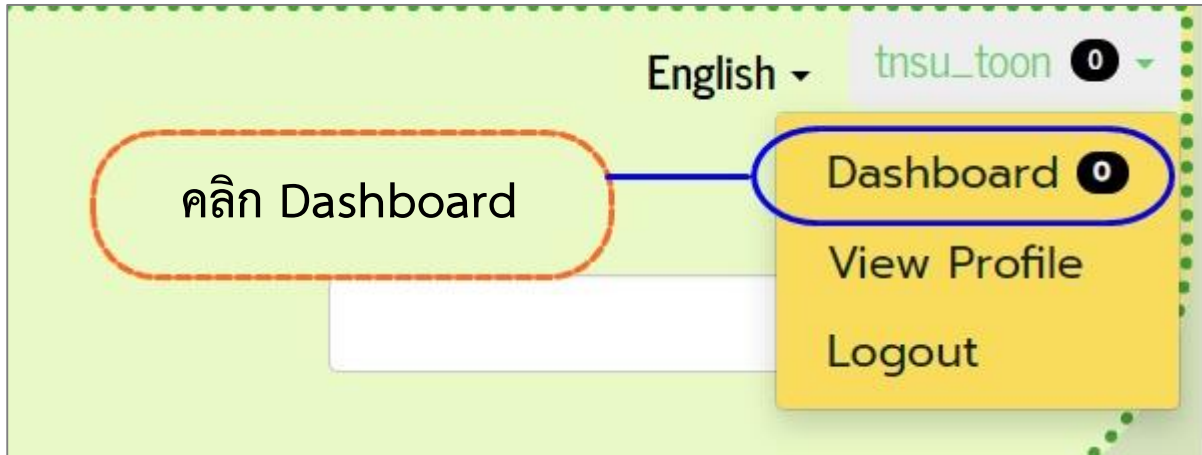 English
tnsu_toon 0
คลิก Dashboard
Dashboard 0
View Profile
Logout